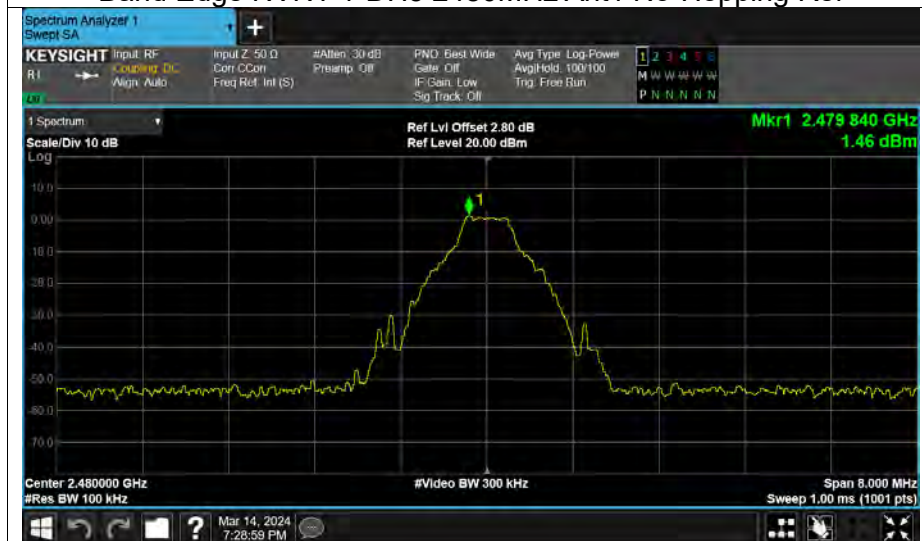 Spectrum Analyzer 1
Swept SA
+
KEYSIGHT Input: RF Input Z: 50 Ω #Atten: 30 dB PNO: Best Wide Avg Type: Log-Power 1 2 3 4 5 6
Coupling: DC Corr CCorr Preamp: Off Gate: Off Avg|Hold: 100/100 M W W W W W
Align: Auto Freq Ref: Int (S) IF Gain: Low Trig: Free Run
Sig Track: Off P N N N N N
1 Spectrum Ref Lvl Offset 2.80 dB Mkr1 2.479 840 GHz
Scale/Div 10 dB Ref Level 20.00 dBm 1.46 dBm
Log
10.0
1
0.00
-10.0
-20.0
-30.0
-40.0
-50.0
-60.0
-70.0
Center 2.480000 GHz #Video BW 300 kHz Span 8.000 MHz
#Res BW 100 kHz Sweep 1.00 ms (1001 pts)
? Mar 14, 2024
7:28:59 PM